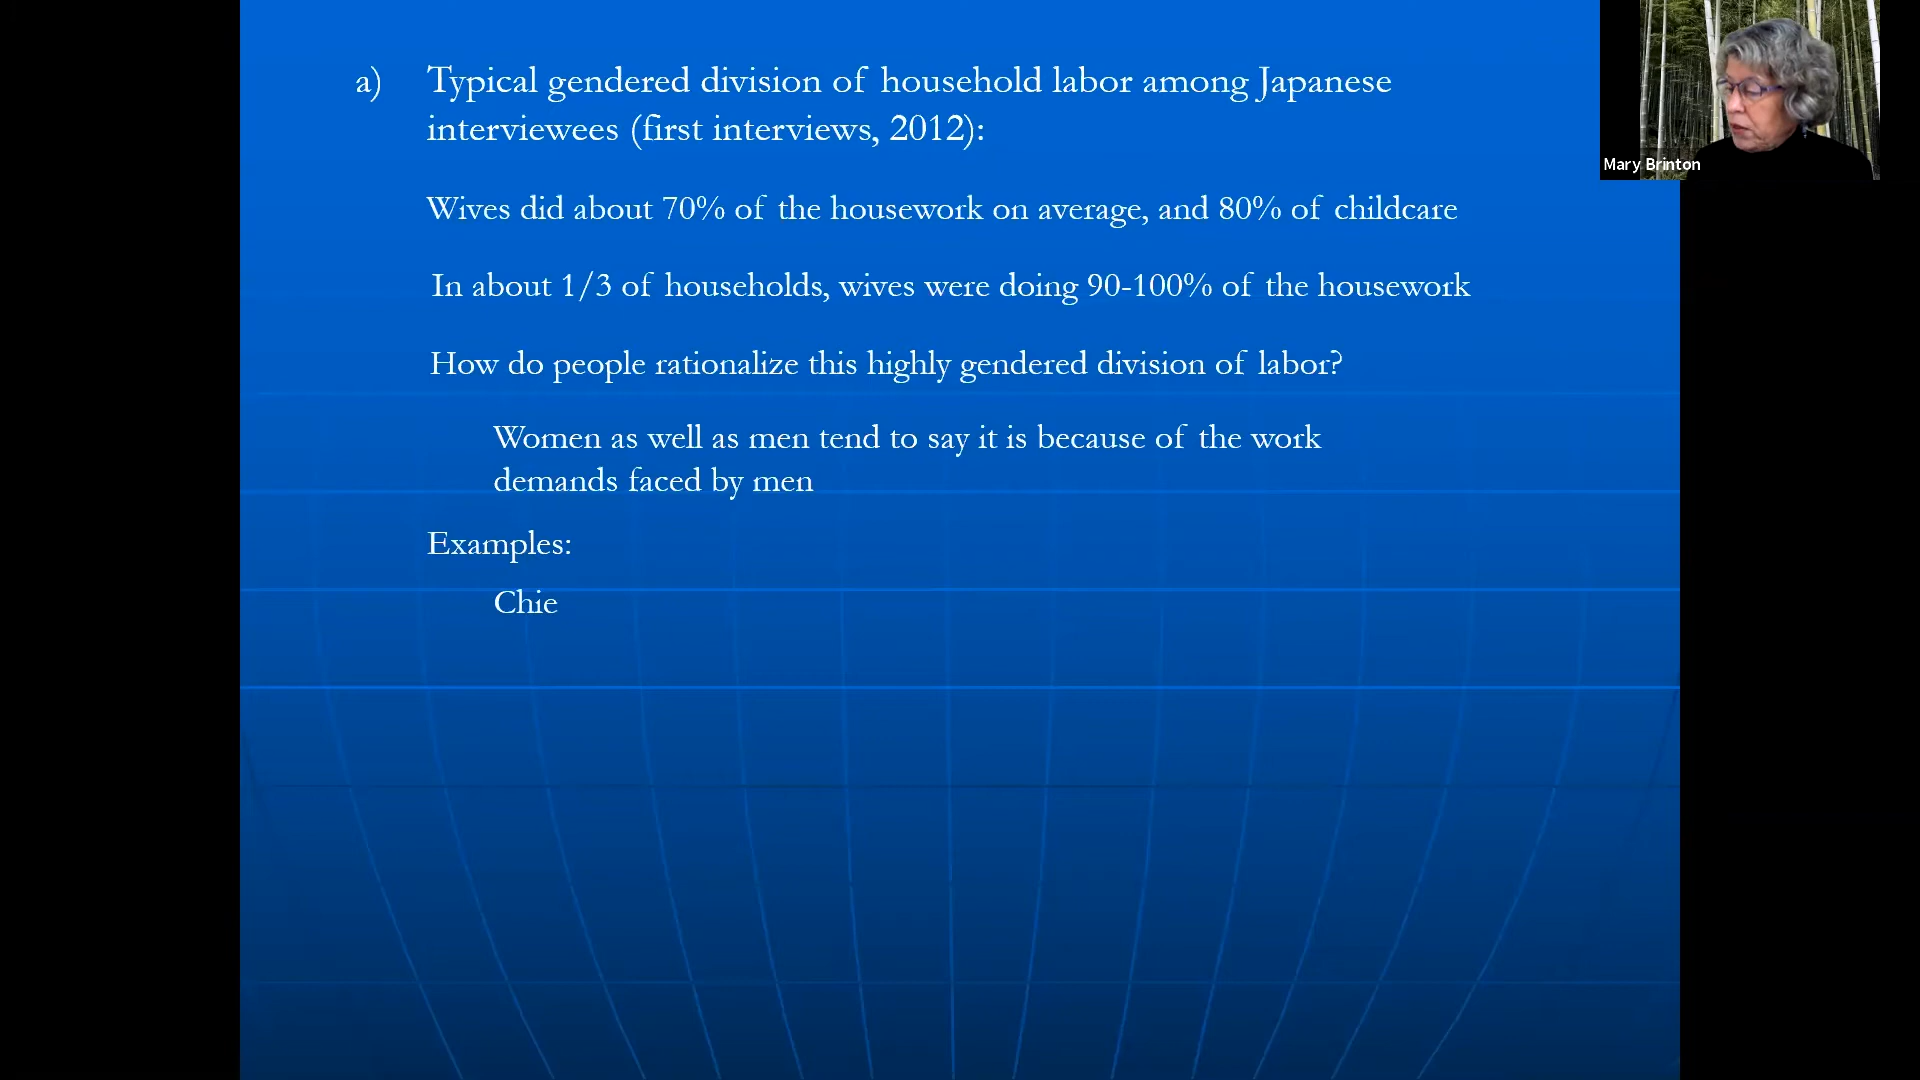 a) Typical gendered division of household labor among Japanese
interviewees (first interviews, 2012):
Wives did about 70% of the housework on average, and 80% of childcare
In about 1/3 of households, wives were doing 90-100% of the housework
How do people rationalize this highly gendered division of labor?
Women as well as men tend to say it is because of the work
demands faced by men
Examples:
Chie
Mary Brinton